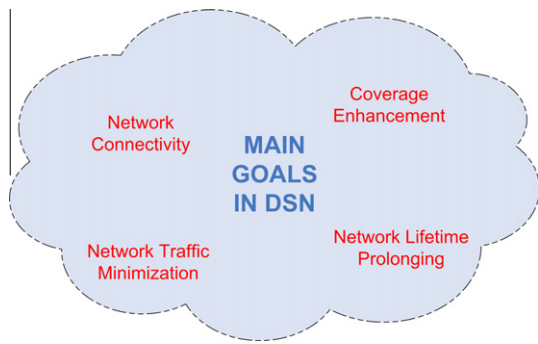 Network
Connectivity
Coverage
Enhancement
MAIN
GOALS
IN DSN
Network Traffic
Minimization
Network Lifetime
Prolonging